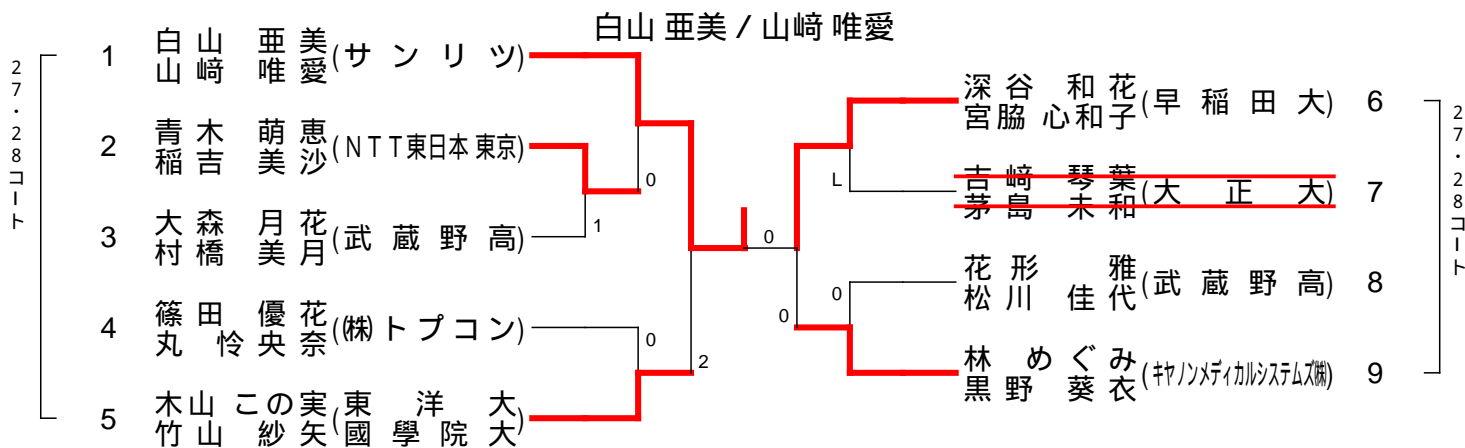 白山 亜美 / 山﨑 唯愛
27・28コート
1 白山 亜美 (サンリツ)
山﨑 唯愛
2 青木 萌恵 (NTT東日本 東京)
稲吉 美沙
3 大森 月花 (武蔵野高)
村橋 美月
4 篠田 優花 (㈱トプコン)
丸 怜央奈
5 木山 この実 (東洋大
竹山 紗矢 國學院大)
0
1
0
2
0
L
0
0
深谷 和花 (早稲田大) 6
宮脇 心和子
吉﨑 琴葉 (大正大) 7
茅島 未和
花形 雅 (武蔵野高) 8
松川 佳代
林 めぐみ (キヤノンメディカルシステムズ㈱) 9
黒野 葵衣
27・28コート